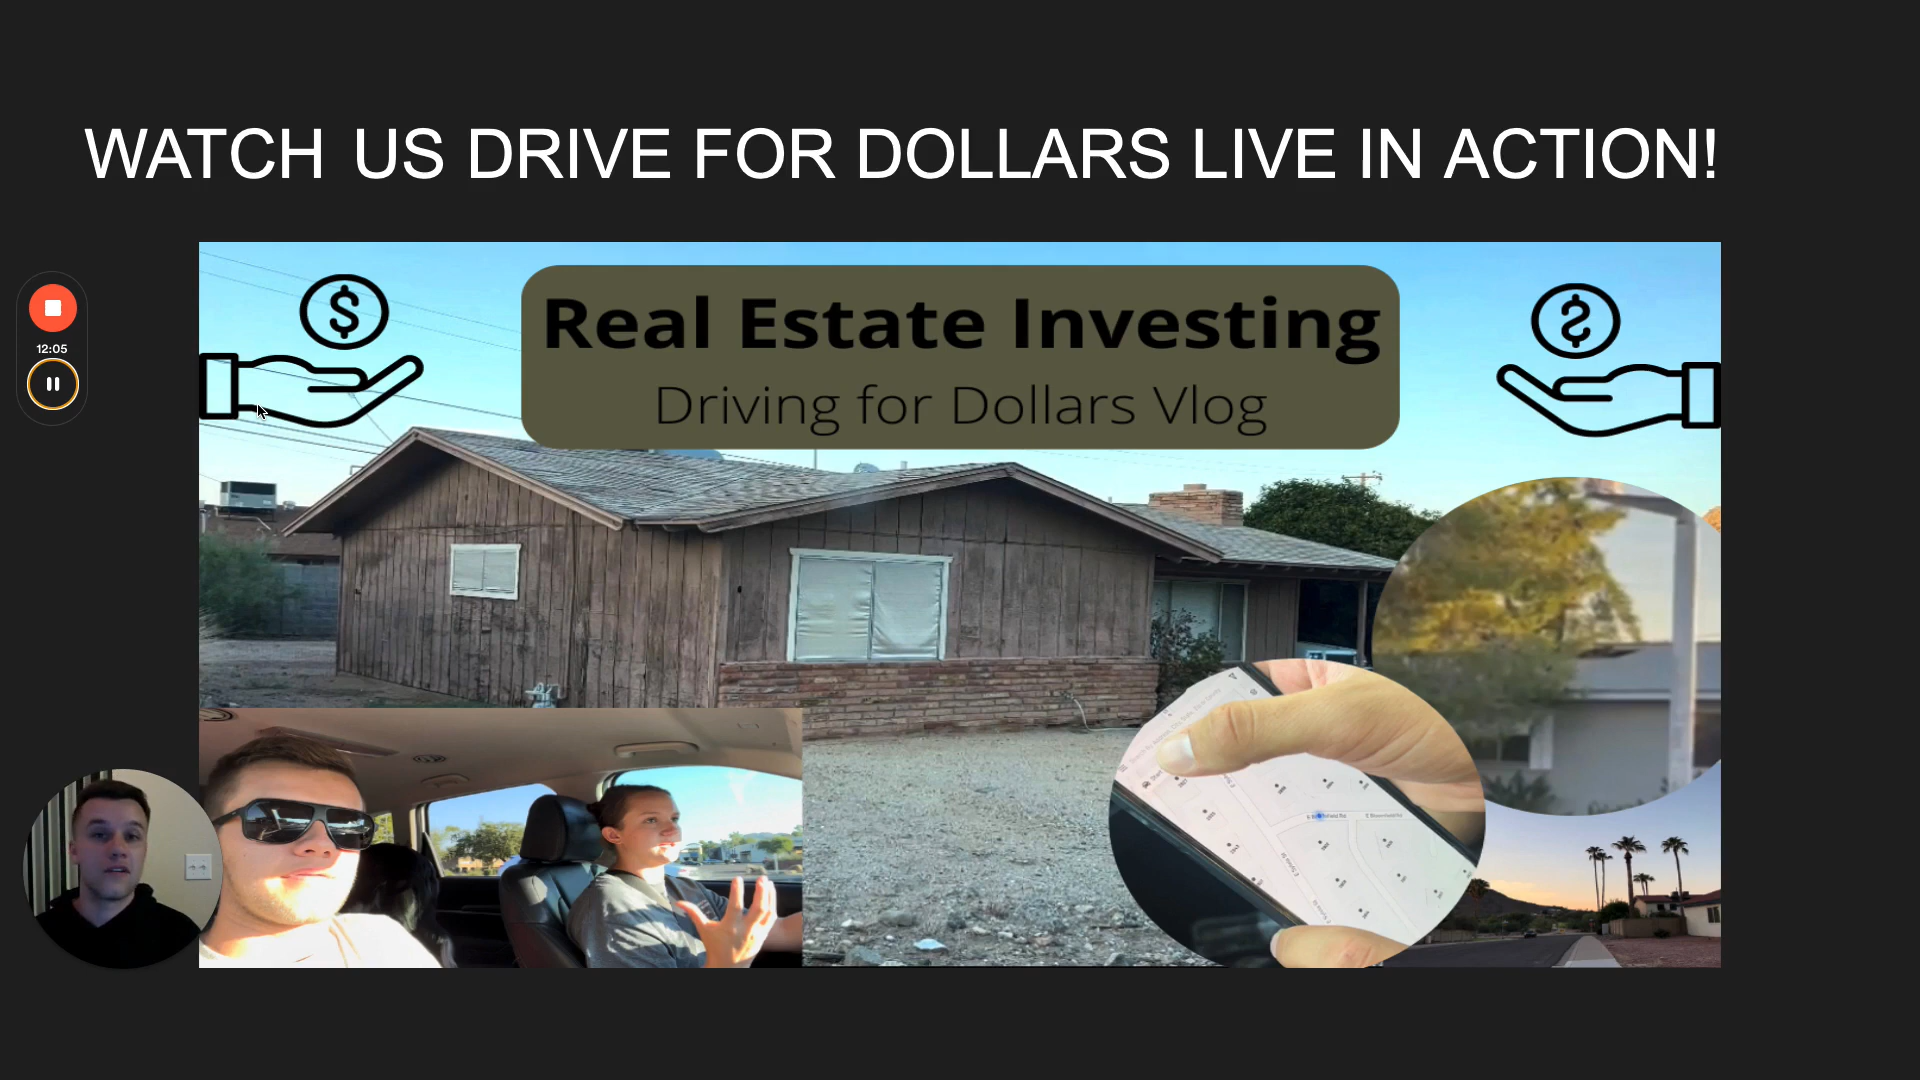 WATCH US DRIVE FOR DOLLARS LIVE IN ACTION!
$
$
Real Estate Investing
Driving for Dollars Vlog
12:05